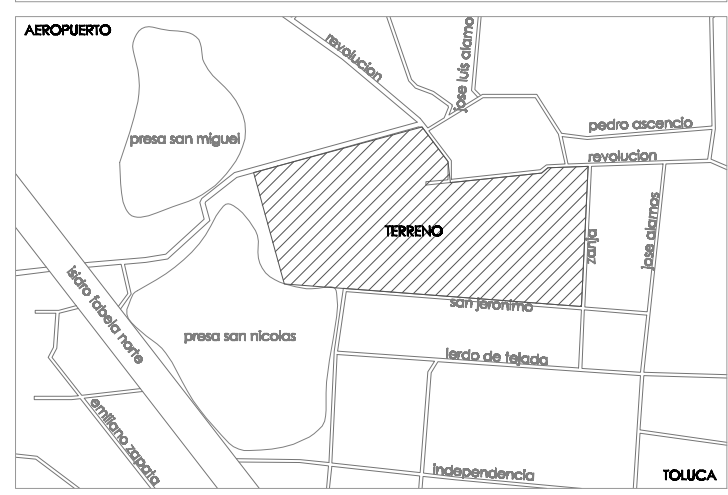 AEROPUERTO
revolucion
jose luis alamo
presa san miguel
pedro ascencio
revolucion
TERRENO
zanja
jose alamos
isidro fabela norte
san jeronimo
presa san nicolas
lerdo de tejada
emiliano zapata
independencia
TOLUCA